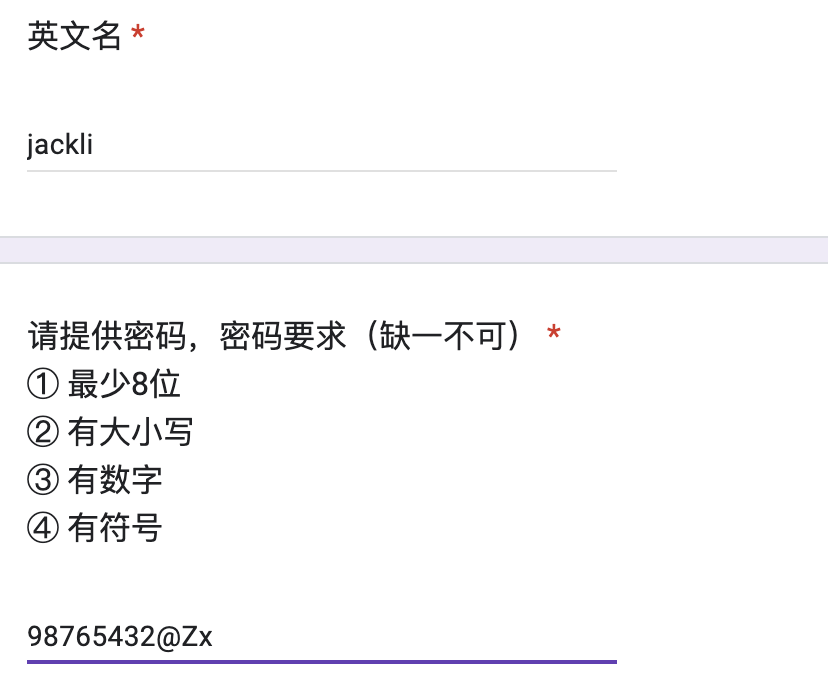 英文名 *
jackli
请提供密码，密码要求（缺一不可） *
① 最少8位
② 有大小写
③ 有数字
④ 有符号
98765432@Zx